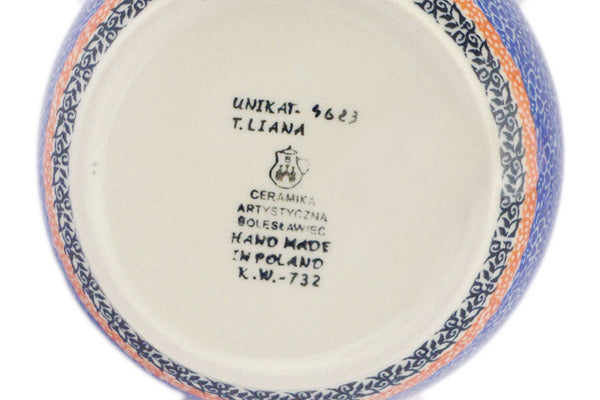 UNIKAT- 4623
T. LIANA
CERAMIKA
ARTYSTYCZNA
BOLESŁAWIEC
HAND MADE
IN POLAND
K.W.-732